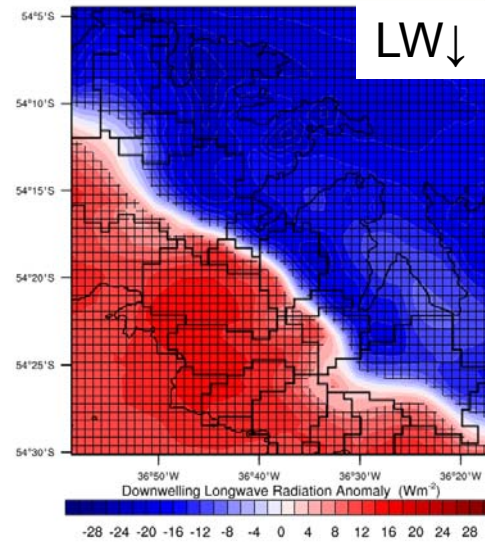 LW↓
54°5'S
54°10'S
54°15'S
54°20'S
54°25'S
54°30'S
36°50'W 36°40'W 36°30'W 36°20'W
Downwelling Longwave Radiation Anomaly (Wm⁻²)
-28 -24 -20 -16 -12 -8 -4 0 4 8 12 16 20 24 28